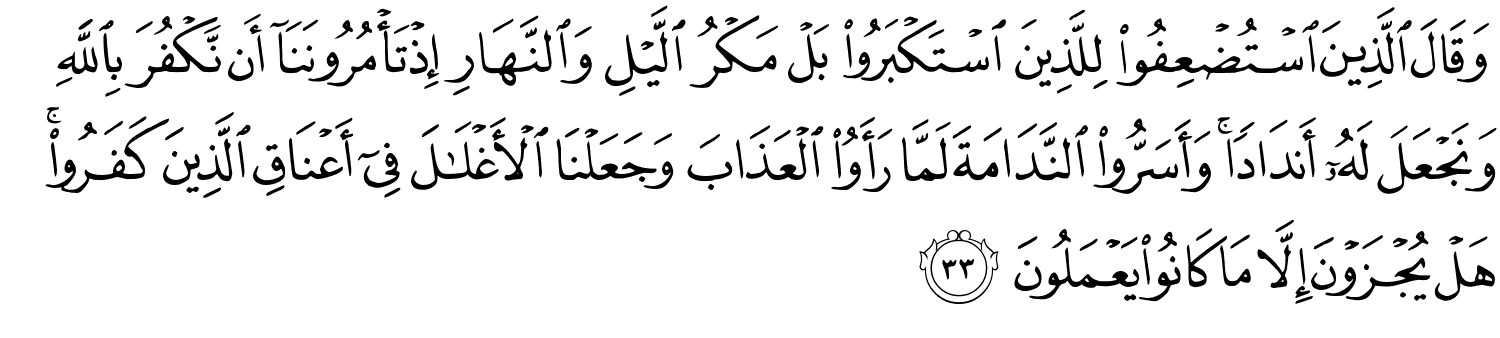 وَقَالَ ٱلَّذِينَ ٱسۡتُضۡعِفُواْ لِلَّذِينَ ٱسۡتَكۡبَرُواْ بَلۡ مَكۡرُ ٱلَّيۡلِ وَٱلنَّهَارِ إِذۡ تَأۡمُرُونَنَآ أَن نَّكۡفُرَ بِٱللَّهِ
وَنَجۡعَلَ لَهُۥٓ أَندَادٗاۚ وَأَسَرُّواْ ٱلنَّدَامَةَ لَمَّا رَأَوُاْ ٱلۡعَذَابَ وَجَعَلۡنَا ٱلۡأَغۡلَٰلَ فِيٓ أَعۡنَاقِ ٱلَّذِينَ كَفَرُواْۚ
هَلۡ يُجۡزَوۡنَ إِلَّا مَا كَانُواْ يَعۡمَلُونَ ٣٣